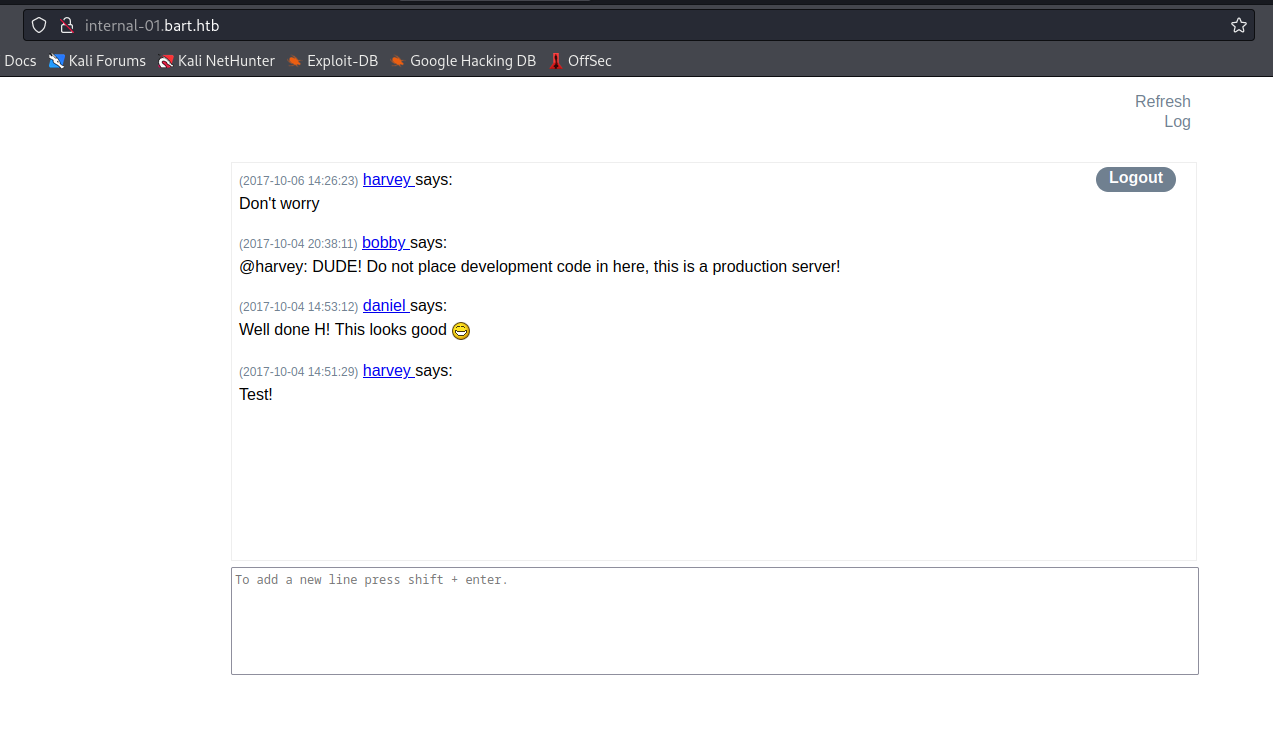 internal-01.bart.htb
Docs Kali Forums Kali NetHunter Exploit-DB Google Hacking DB OffSec
Refresh
Log
(2017-10-06 14:26:23) harvey says:
Logout
Don't worry
(2017-10-04 20:38:11) bobby says:
@harvey: DUDE! Do not place development code in here, this is a production server!
(2017-10-04 14:53:12) daniel says:
Well done H! This looks good
(2017-10-04 14:51:29) harvey says:
Test!
To add a new line press shift + enter.